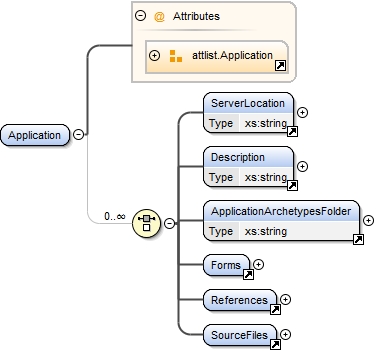 @ Attributes
attlist.Application
Application
0..∞
ServerLocation
Type xs:string
Description
Type xs:string
ApplicationArchetypesFolder
Type xs:string
Forms
References
SourceFiles